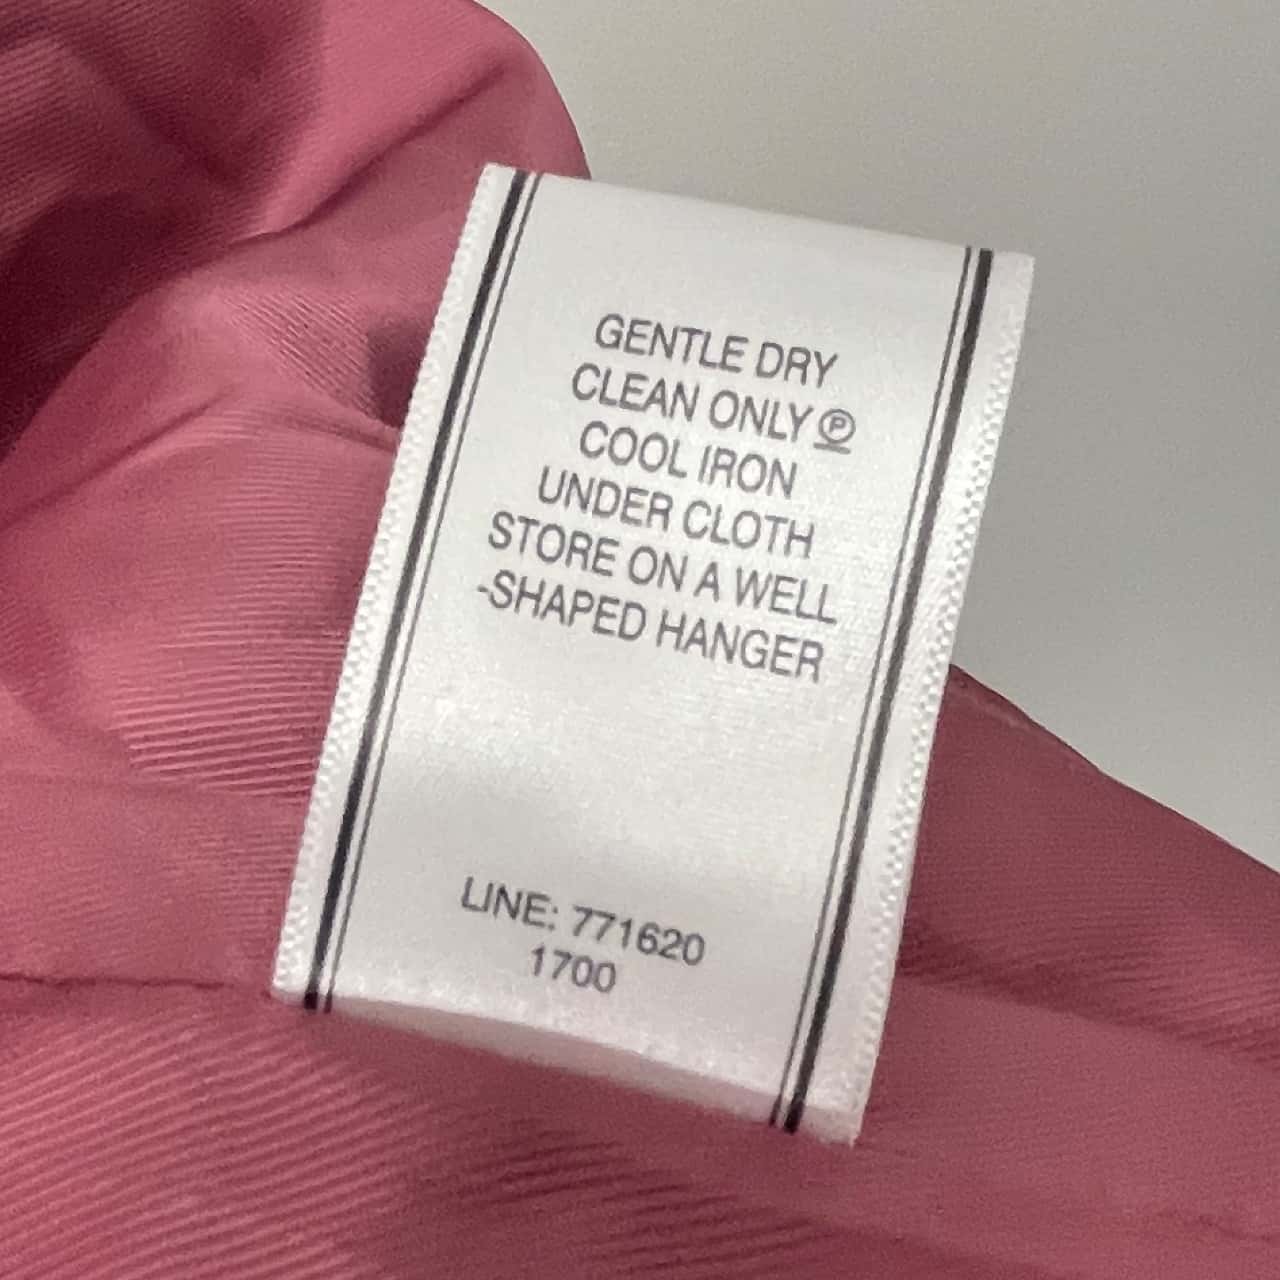 GENTLE DRY
CLEAN ONLY Ⓟ
COOL IRON
UNDER CLOTH
STORE ON A WELL
-SHAPED HANGER
LINE: 771620
1700